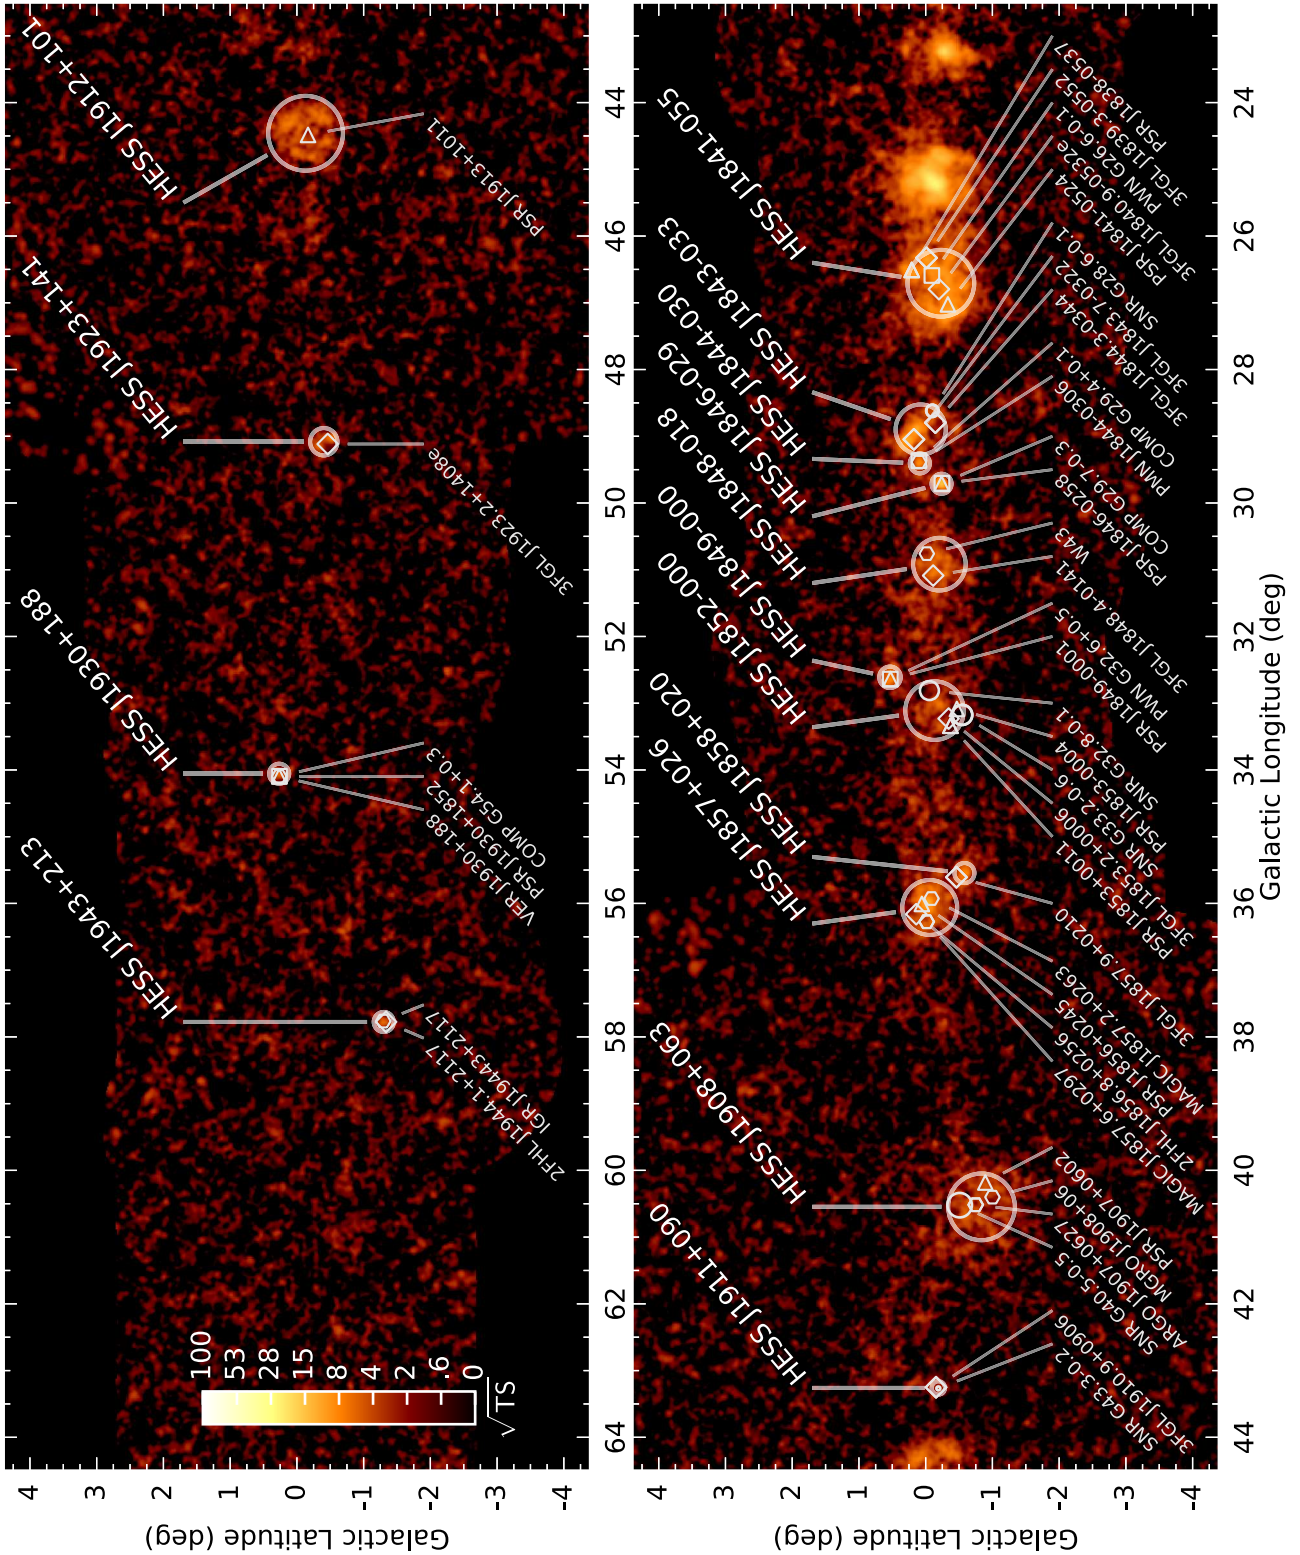 HESS J1943+213
HESS J1930+188
HESS J1923+141
HESS J1912+101
2FHL J1944.1+2117
IGR J19443+2117
VER J1930+188
PSR J1930+1852
COMP G54.1+0.3
3FGL J1923.2+1408e
PSR J1913+1011
100
53
28
15
8
4
2
.6
0
√TS
4
3
2
1
0
-1
-2
-3
-4
Galactic Latitude (deg)
64
62
60
58
56
54
52
50
48
46
44
HESS J1911+090
HESS J1908+063
HESS J1857+026
HESS J1858+020
HESS J1852-000
HESS J1849-000
HESS J1848-018
HESS J1846-029
HESS J1844-030
HESS J1843-033
HESS J1841-055
3FGL J1910.9+0906
SNR G43.3-0.2
SNR G40.5-0.5
ARGO J1907+0627
MGRO J1908+06
PSR J1907+0602
MAGIC J1857.6+0297
2FHL J1856.8+0256
PSR J1856+0245
MAGIC J1857.2+0263
3FGL J1857.9+0210
PSR J1853+0011
3FGL J1853.2+0006
SNR G33.2-0.6
PSR J1853-0004
SNR G32.8-0.1
PSR J1849-0001
PWN G32.6+0.5
3FGL J1848.4-0141
W43
PSR J1846-0258
COMP G29.7-0.3
PMN J1844-0306
COMP G29.4+0.1
3FGL J1844.3-0344
3FGL J1843.7-0322
SNR G28.6-0.1
PSR J1841-0524
3FGL J1840.9-0532e
PWN G26.6-0.1
3FGL J1839.3-0552
PSR J1838-0537
4
3
2
1
0
-1
-2
-3
-4
Galactic Latitude (deg)
44
42
40
38
36
34
32
30
28
26
24
Galactic Longitude (deg)